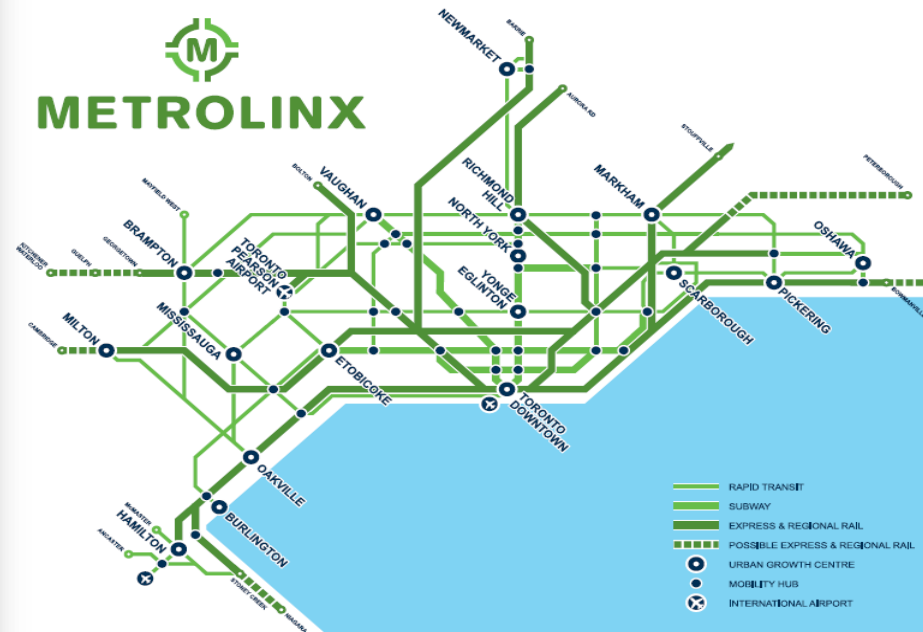 M
METROLINX
NEWMARKET
BARRIE
AURORA RD
STOUFFVILLE
PETERBOROUGH
MAYFIELD WEST
BOLTON
VAUGHAN
RICHMOND
HILL
NORTH YORK
MARKHAM
OSHAWA
BRAMPTON
TORONTO
PEARSON
AIRPORT
KITCHENER
WATERLOO
GUELPH
GEORGETOWN
YONGE
EGLINTON
SCARBOROUGH
PICKERING
BOWMANVILLE
CAMBRIDGE
MILTON
MISSISSAUGA
ETOBICOKE
TORONTO
DOWNTOWN
OAKVILLE
BURLINGTON
McMASTER
HAMILTON
ANCASTER
STONEY CREEK
NIAGARA
RAPID TRANSIT
SUBWAY
EXPRESS & REGIONAL RAIL
POSSIBLE EXPRESS & REGIONAL RAIL
URBAN GROWTH CENTRE
MOBILITY HUB
INTERNATIONAL AIRPORT